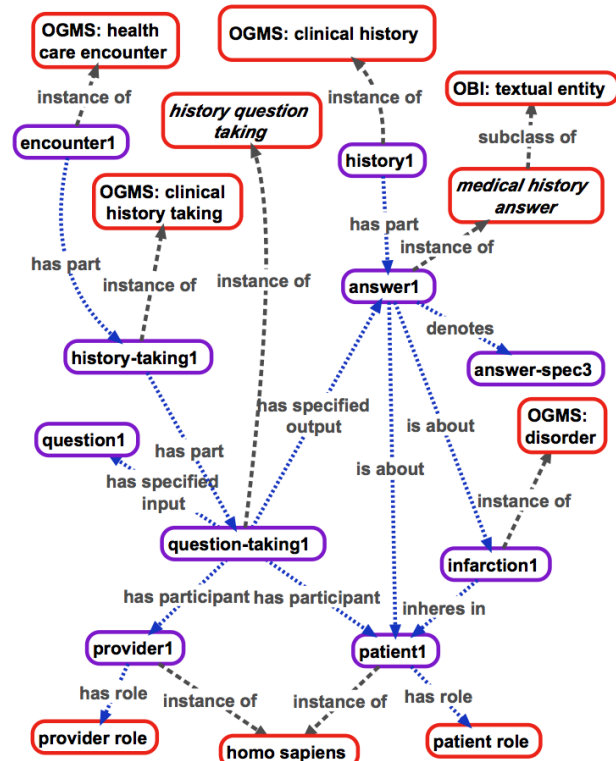 OGMS: health
care encounter
OGMS: clinical history
OBI: textual entity
instance of
history question
taking
instance of
subclass of
encounter1
history1
OGMS: clinical
history taking
medical history
answer
has part
has part
instance of
instance of
instance of
answer1
denotes
history-taking1
answer-spec3
has specified
output
OGMS:
disorder
question1
has part
is about
is about
has specified
input
instance of
question-taking1
infarction1
has participant
has participant
inheres in
provider1
patient1
has role
instance of
instance of
has role
provider role
homo sapiens
patient role